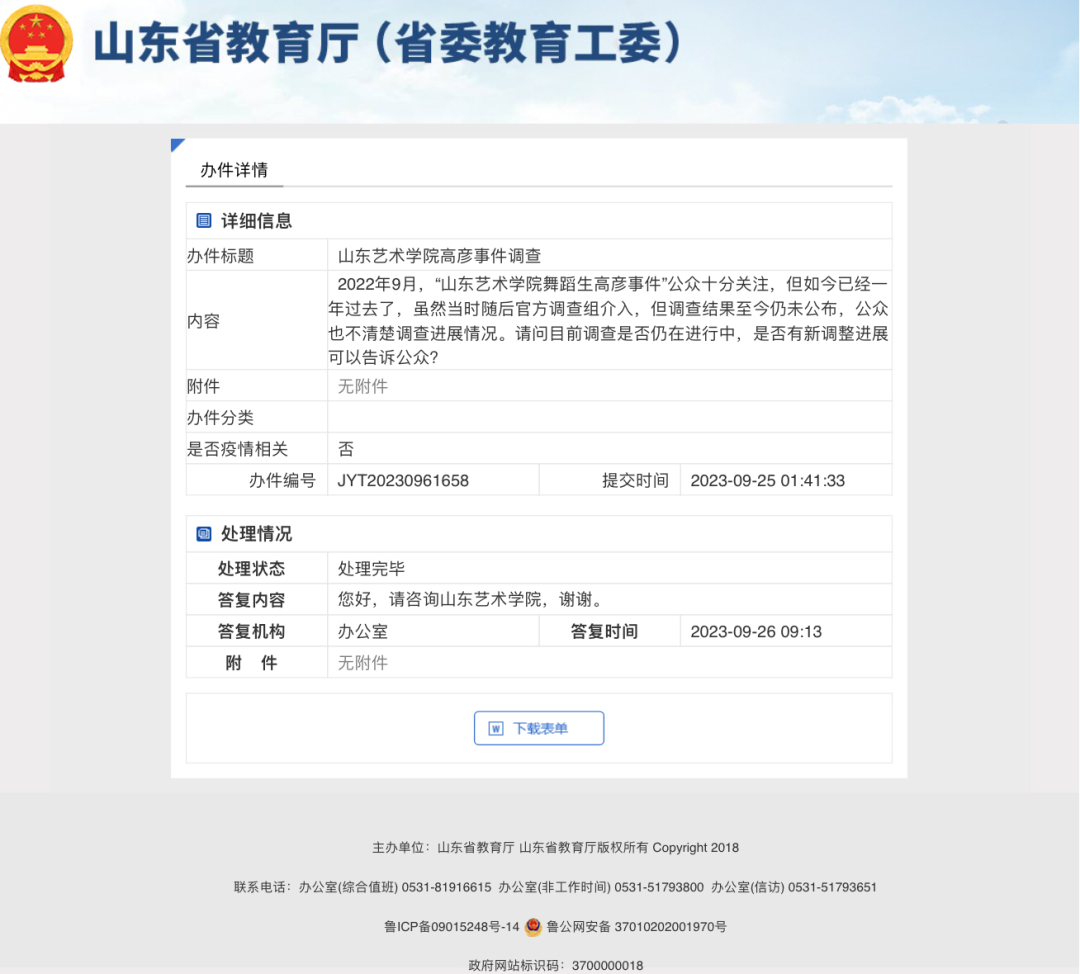 山东省教育厅（省委教育工委）
办件详情
详细信息
办件标题 山东艺术学院高彦事件调查
内容 2022年9月，“山东艺术学院舞蹈生高彦事件”公众十分关注，但如今已经一
年过去了，虽然当时随后官方调查组介入，但调查结果至今仍未公布，公众
也不清楚调查进展情况。请问目前调查是否仍在进行中，是否有新调整进展
可以告诉公众？
附件 无附件
办件分类
是否疫情相关 否
办件编号 JYT20230961658 提交时间 2023-09-25 01:41:33
处理情况
处理状态 处理完毕
答复内容 您好，请咨询山东艺术学院，谢谢。
答复机构 办公室 答复时间 2023-09-26 09:13
附 件 无附件
W 下载表单
主办单位：山东省教育厅 山东省教育厅版权所有 Copyright 2018
联系电话：办公室(综合值班) 0531-81916615 办公室(非工作时间) 0531-51793800 办公室(信访) 0531-51793651
鲁ICP备09015248号-14 鲁公网安备 37010202001970号
政府网站标识码：3700000018